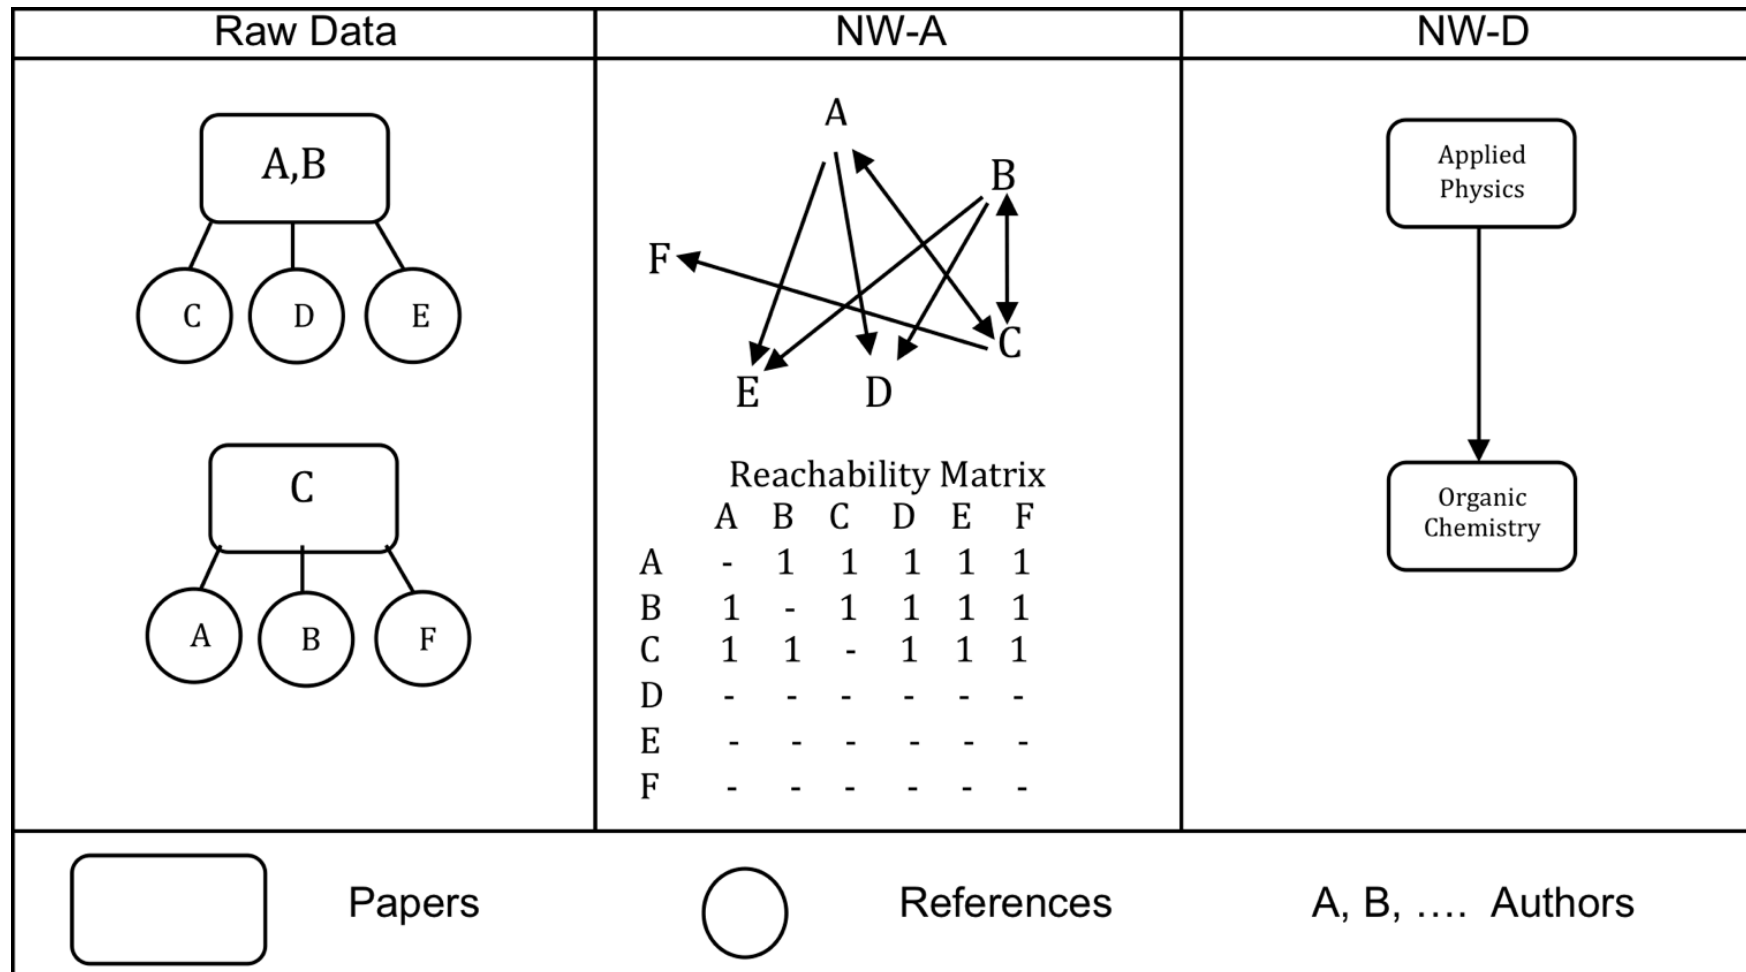 Raw Data NW-A NW-D
A,B
C D E
C
A B F
A
B
F
C
E D
Reachability Matrix
A B C D E F
A - 1 1 1 1 1
B 1 - 1 1 1 1
C 1 1 - 1 1 1
D - - - - - -
E - - - - - -
F - - - - - -
Applied
Physics
Organic
Chemistry
Papers References A, B, .... Authors